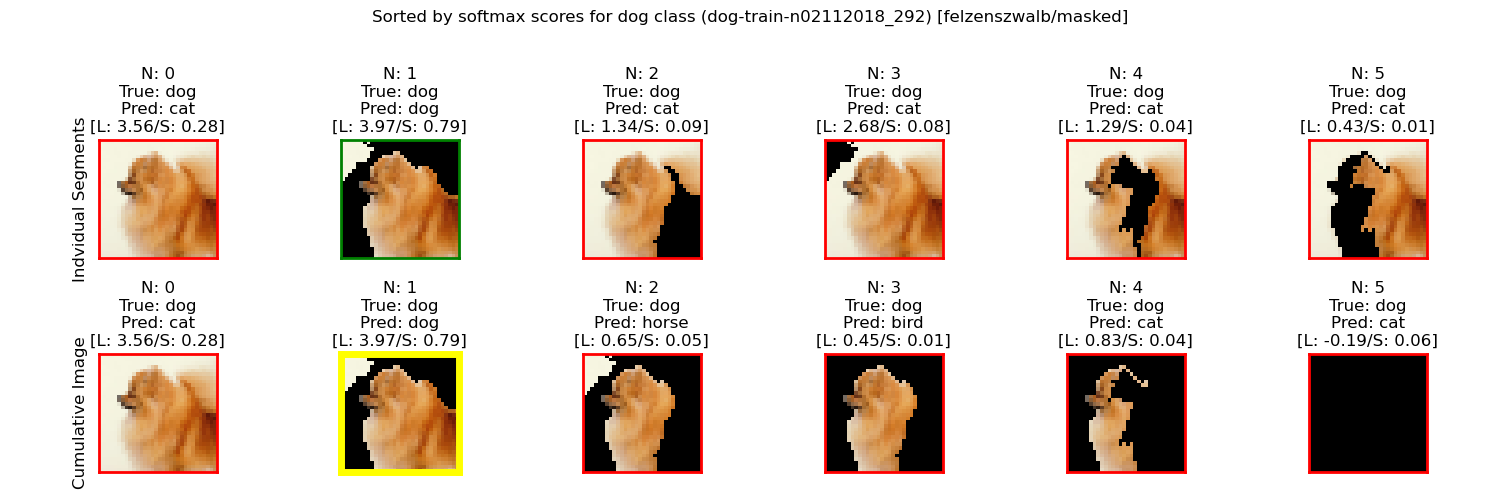 Sorted by softmax scores for dog class (dog-train-n02112018_292) [felzenszwalb/masked]
Indvidual Segments
N: 0
True: dog
Pred: cat
[L: 3.56/S: 0.28]
N: 1
True: dog
Pred: dog
[L: 3.97/S: 0.79]
N: 2
True: dog
Pred: cat
[L: 1.34/S: 0.09]
N: 3
True: dog
Pred: cat
[L: 2.68/S: 0.08]
N: 4
True: dog
Pred: cat
[L: 1.29/S: 0.04]
N: 5
True: dog
Pred: cat
[L: 0.43/S: 0.01]
Cumulative Image
N: 0
True: dog
Pred: cat
[L: 3.56/S: 0.28]
N: 1
True: dog
Pred: dog
[L: 3.97/S: 0.79]
N: 2
True: dog
Pred: horse
[L: 0.65/S: 0.05]
N: 3
True: dog
Pred: bird
[L: 0.45/S: 0.01]
N: 4
True: dog
Pred: cat
[L: 0.83/S: 0.04]
N: 5
True: dog
Pred: cat
[L: -0.19/S: 0.06]